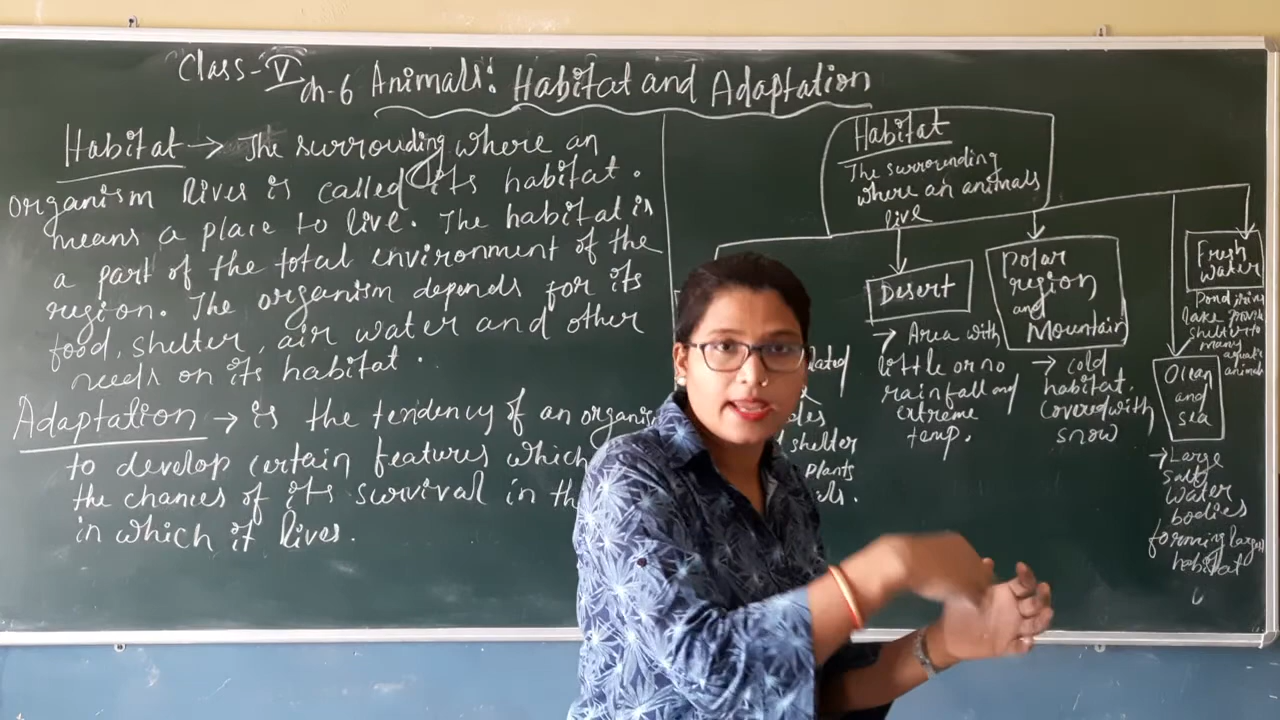 Class-V ch-6 Animals: Habitat and Adaptation
Habitat → The surrouding where an
organism lives is called its habitat.
means a place to live. The habitat is
a part of the total environment of the
region. The organism depends for its
food, shelter, air water and other
needs on its habitat.
Adaptation → is the tendency of an organis
to develop certain features which
the chances of its survival in th
in which it lives.
Habitat
The surrounding
where an animals
live
shelter
plants
Desert
→ Area with
little or no
rainfall and
extreme
temp.
Polar
region
and
Mountain
→ cold
habitat.
covered with
snow
Ocean
and
sea
→ Large
salty
water
bodies
forming largest
habitat
Fresh
water
Pond
lake provide
shelter to
many
aquatic
animals